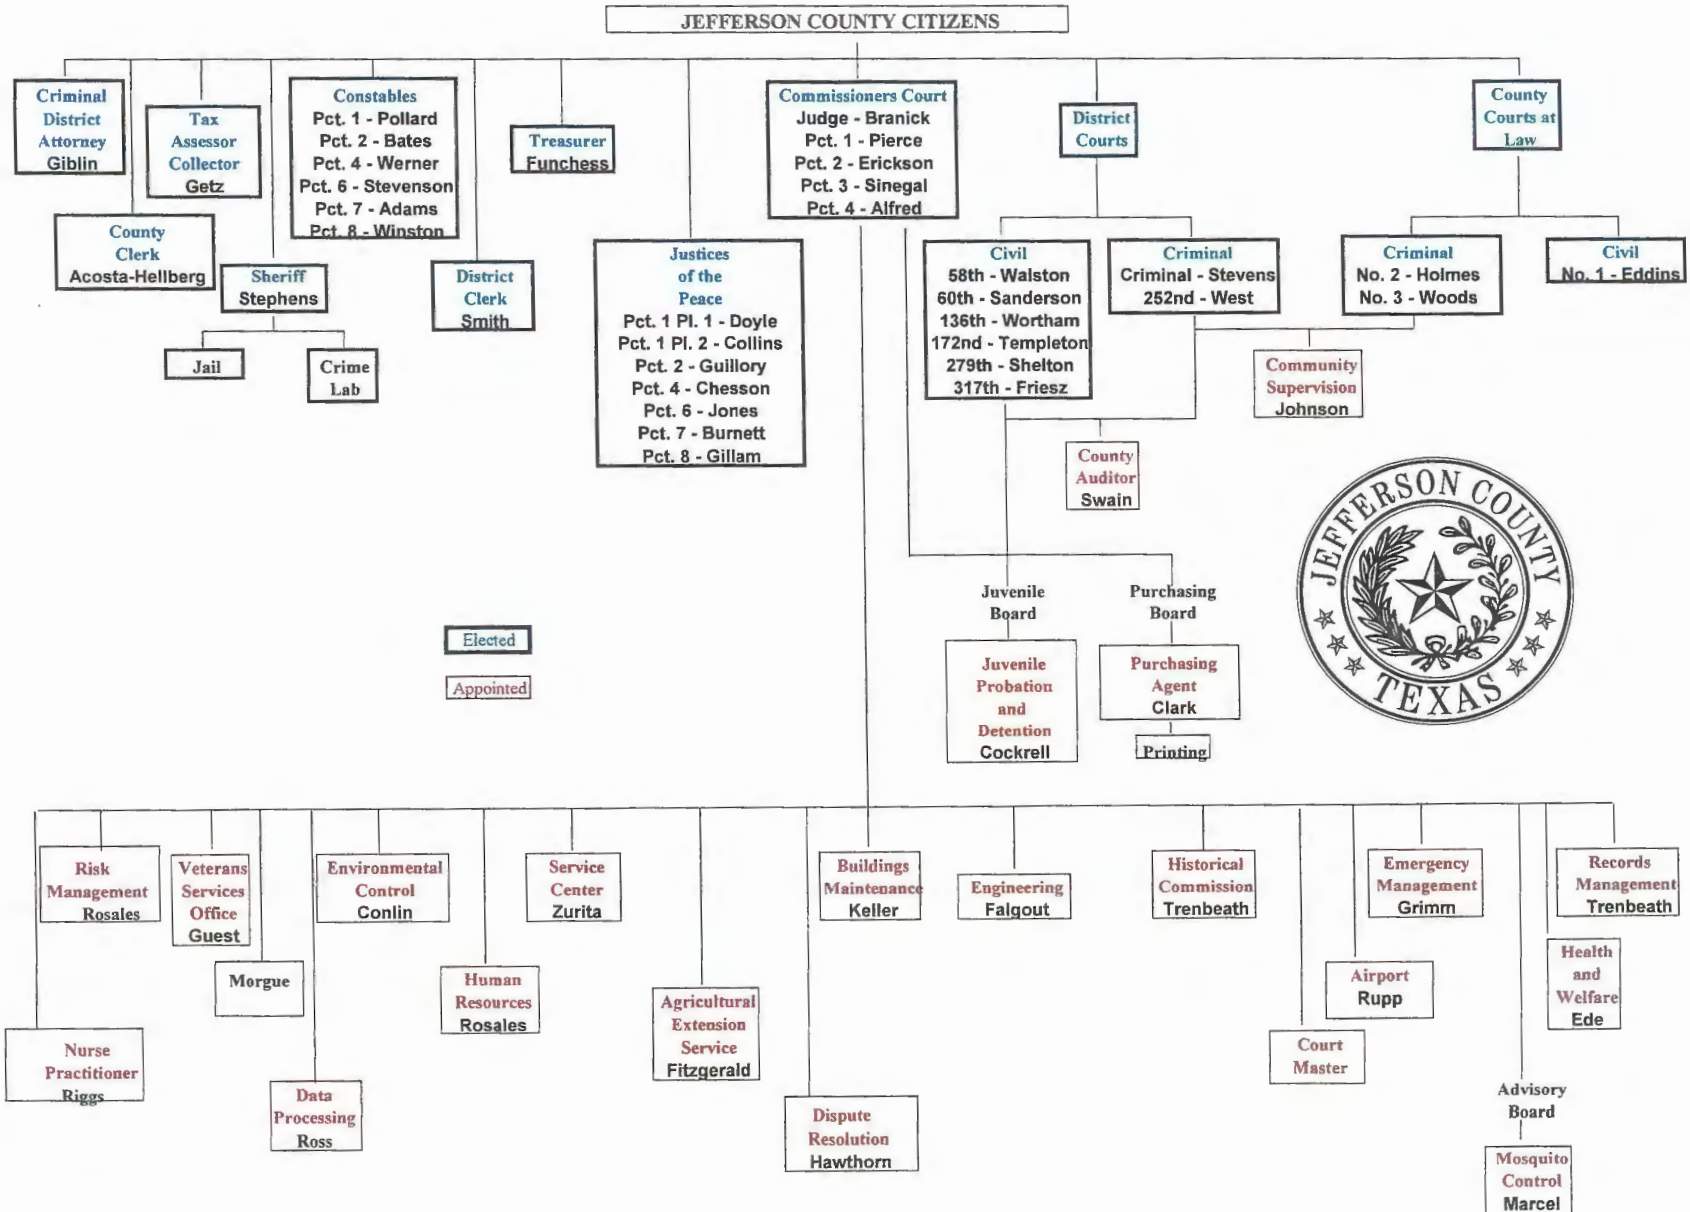 JEFFERSON COUNTY CITIZENS
Criminal
District
Attorney
Giblin
Tax
Assessor
Collector
Getz
Constables
Pct. 1 - Pollard
Pct. 2 - Bates
Pct. 4 - Werner
Pct. 6 - Stevenson
Pct. 7 - Adams
Pct. 8 - Winston
Treasurer
Funchess
Commissioners Court
Judge - Branick
Pct. 1 - Pierce
Pct. 2 - Erickson
Pct. 3 - Sinegal
Pct. 4 - Alfred
District
Courts
County
Courts at
Law
County
Clerk
Acosta-Hellberg
Sheriff
Stephens
Jail
Crime
Lab
District
Clerk
Smith
Justices
of the
Peace
Pct. 1 Pl. 1 - Doyle
Pct. 1 Pl. 2 - Collins
Pct. 2 - Guillory
Pct. 4 - Chesson
Pct. 6 - Jones
Pct. 7 - Burnett
Pct. 8 - Gillam
Civil
58th - Walston
60th - Sanderson
136th - Wortham
172nd - Templeton
279th - Shelton
317th - Friesz
Criminal
Criminal - Stevens
252nd - West
Criminal
No. 2 - Holmes
No. 3 - Woods
Civil
No. 1 - Eddins
Community
Supervision
Johnson
County
Auditor
Swain
JEFFERSON COUNTY
TEXAS
Juvenile
Board
Purchasing
Board
Elected
Appointed
Juvenile
Probation
and
Detention
Cockrell
Purchasing
Agent
Clark
Printing
Risk
Management
Rosales
Veterans
Services
Office
Guest
Environmental
Control
Conlin
Service
Center
Zurita
Buildings
Maintenance
Keller
Engineering
Falgout
Historical
Commission
Trenbeath
Emergency
Management
Grimm
Records
Management
Trenbeath
Morgue
Human
Resources
Rosales
Agricultural
Extension
Service
Fitzgerald
Airport
Rupp
Health
and
Welfare
Ede
Nurse
Practitioner
Riggs
Data
Processing
Ross
Dispute
Resolution
Hawthorn
Court
Master
Advisory
Board
Mosquito
Control
Marcel